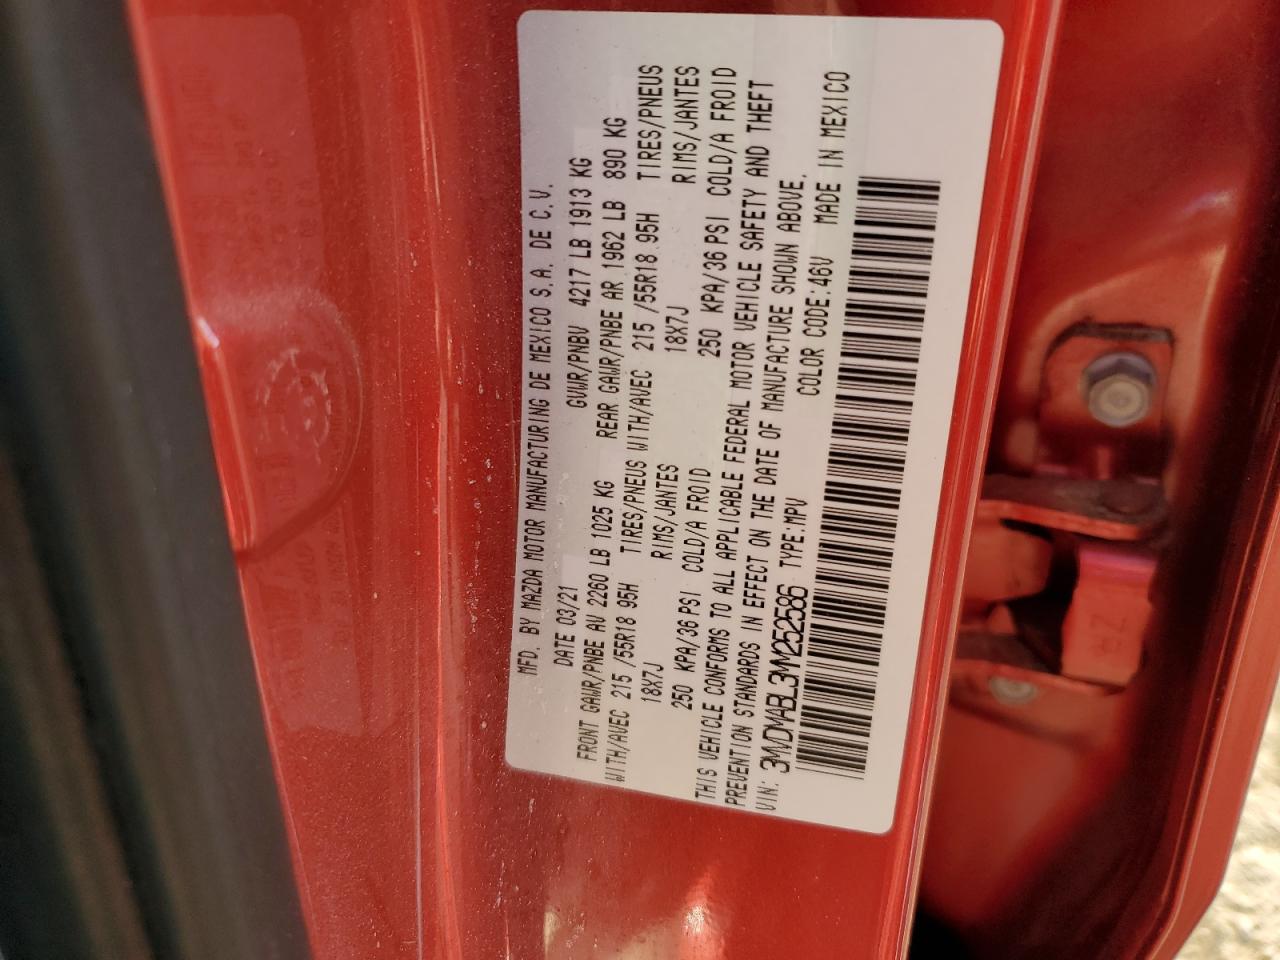 MFD. BY MAZDA MOTOR MANUFACTURING DE MEXICO S.A. DE C.V.
DATE 03/21 GVWR/PNBV 4217 LB 1913 KG
FRONT GAWR/PNBE AV 2260 LB 1025 KG REAR GAWR/PNBE AR 1962 LB 890 KG
WITH/AVEC 215 /55R18 95H TIRES/PNEUS WITH/AVEC 215 /55R18 95H TIRES/PNEUS
18X7J RIMS/JANTES 18X7J RIMS/JANTES
250 KPA/36 PSI COLD/A FROID 250 KPA/36 PSI COLD/A FROID
THIS VEHICLE CONFORMS TO ALL APPLICABLE FEDERAL MOTOR VEHICLE SAFETY AND THEFT
PREVENTION STANDARDS IN EFFECT ON THE DATE OF MANUFACTURE SHOWN ABOVE.
VIN: 3MVDMABL3MM252586 TYPE:MPV COLOR CODE:46V MADE IN MEXICO